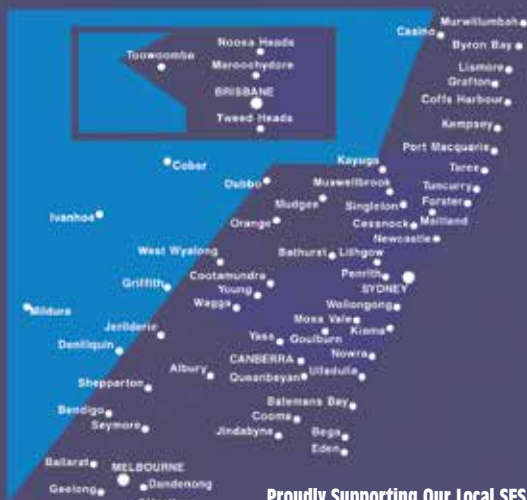 Murwillumbah
Casino
Byron Bay
Noosa Heads
Toowoomba
Maroochydore
Lismore
Grafton
BRISBANE
Coffs Harbour
Tweed Heads
Kempsey
Port Macquarie
Kayuga
Cobar
Taree
Dubbo
Muswellbrook
Tuncurry
Mudgee
Singleton
Forster
Ivanhoe
Orange
Cessnock
Maitland
Newcastle
West Wyalong
Bathurst
Lithgow
Cootamundra
Penrith
Griffith
Young
SYDNEY
Wagga
Wollongong
Mildura
Moss Vale
Jerilderie
Kiama
Yass
Goulburn
Deniliquin
Nowra
CANBERRA
Albury
Queanbeyan
Ulladulla
Shepparton
Batemans Bay
Bendigo
Cooma
Seymore
Jindabyne
Bega
Eden
Ballarat
MELBOURNE
Geelong
Dandenong
Proudly Supporting Our Local SES